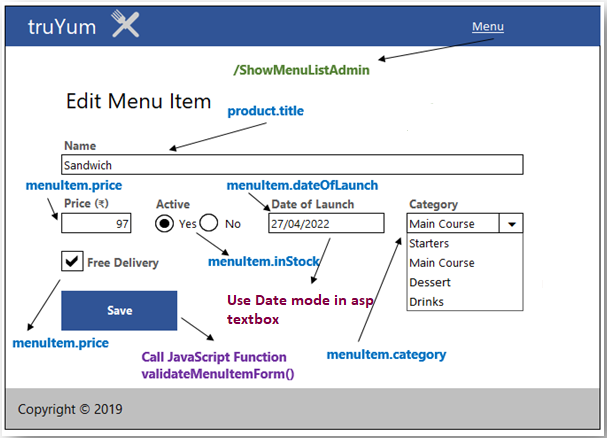 truYum Menu
/ShowMenuListAdmin
Edit Menu Item
product.title
Name
Sandwich
menuItem.price menuItem.dateOfLaunch
Price (₹) Active Date of Launch Category
97 Yes No 27/04/2022 Main Course
Starters
Free Delivery menuItem.inStock Main Course
Dessert
Use Date mode in asp Drinks
textbox
Save
menuItem.price menuItem.category
Call JavaScript Function
validateMenuItemForm()
Copyright © 2019